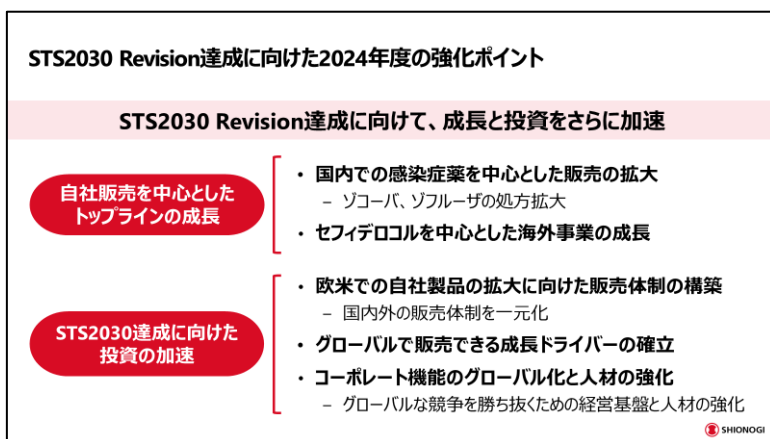 STS2030 Revision達成に向けた2024年度の強化ポイント
STS2030 Revision達成に向けて、成長と投資をさらに加速
自社販売を中心とした
トップラインの成長
・ 国内での感染症薬を中心とした販売の拡大
– ゾコーバ、ゾフルーザの処方拡大
・ セフィデロコルを中心とした海外事業の成長
STS2030達成に向けた
投資の加速
・ 欧米での自社製品の拡大に向けた販売体制の構築
– 国内外の販売体制を一元化
・ グローバルで販売できる成長ドライバーの確立
・ コーポレート機能のグローバル化と人材の強化
– グローバルな競争を勝ち抜くための経営基盤と人材の強化
SHIONOGI